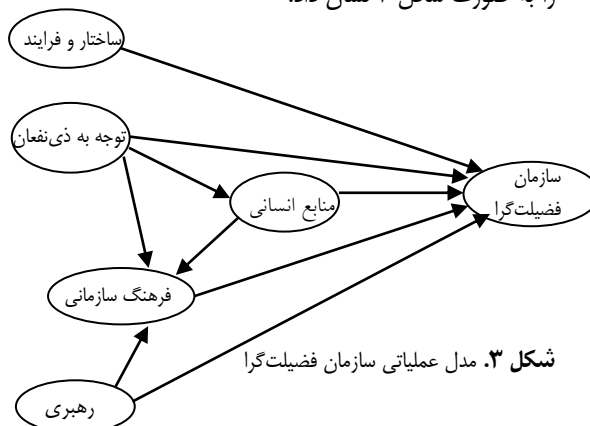 را به صورت شکل ۳ نشان داد.
ساختار و فرایند
توجه به ذی‌نفعان
سازمان
فضیلت‌گرا
منابع انسانی
فرهنگ سازمانی
شکل ۳. مدل عملیاتی سازمان فضیلت‌گرا
رهبری